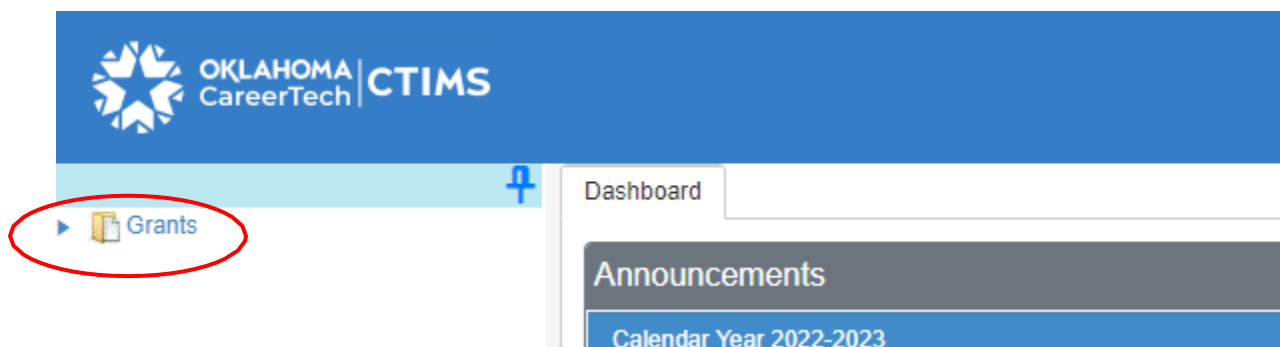 OKLAHOMA
CareerTech
CTIMS
Grants
Dashboard
Announcements
Calendar Year 2022-2023